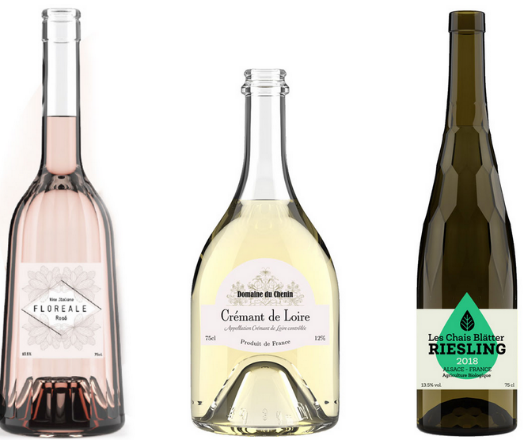 FLOREALE
Rosé
75cl
Domaine du Chenin
Crémant de Loire
Appellation Crémant de Loire contrôlée
75cl 12%
Produit de France
Les Chais Blätter
RIESLING
2018
ALSACE - FRANCE
Agriculture Biologique
13.5% vol. 75 cl